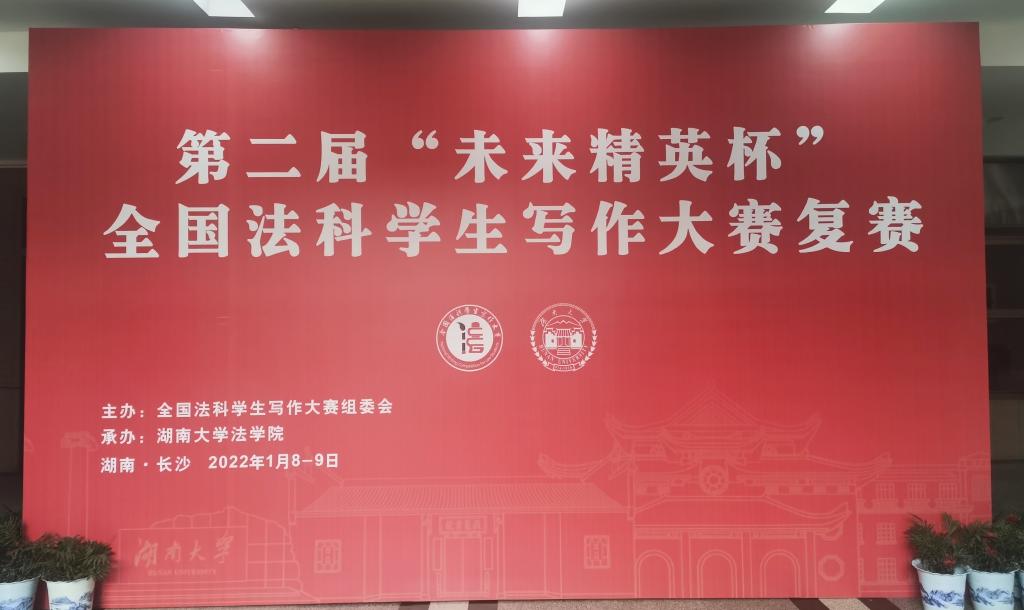 第二届“未来精英杯”
全国法科学生写作大赛复赛
主办：全国法科学生写作大赛组委会
承办：湖南大学法学院
湖南·长沙 2022年1月8-9日
湖南大学
HUNAN UNIVERSITY